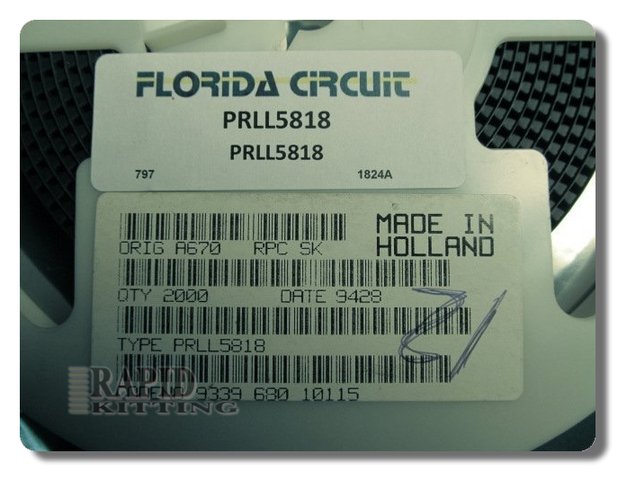 FLORIDA CIRCUIT
PRLL5818
PRLL5818
797 1824A
MADE IN
HOLLAND
ORIG A670 RPC SK
QTY 2000 DATE 9428
TYPE PRLL5818
RAPID
KITTING
9339 680 10115